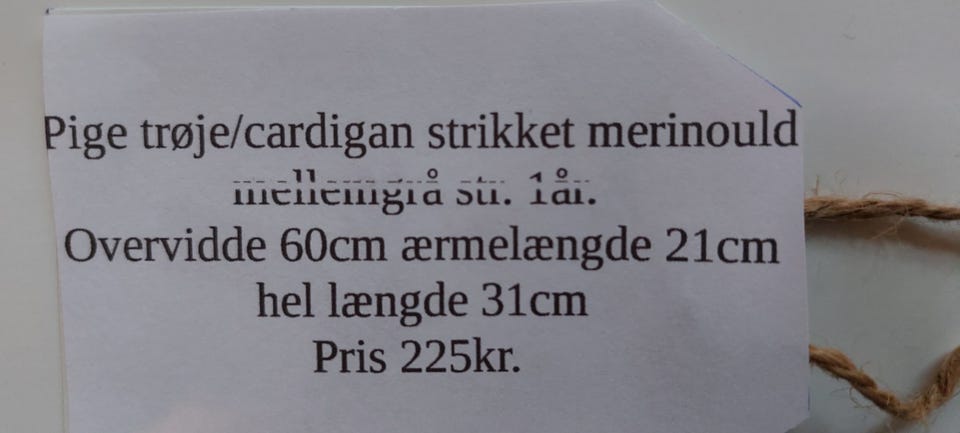 Pige trøje/cardigan strikket merinould
mellemgrå str. 1år.
Overvidde 60cm ærmelængde 21cm
hel længde 31cm
Pris 225kr.